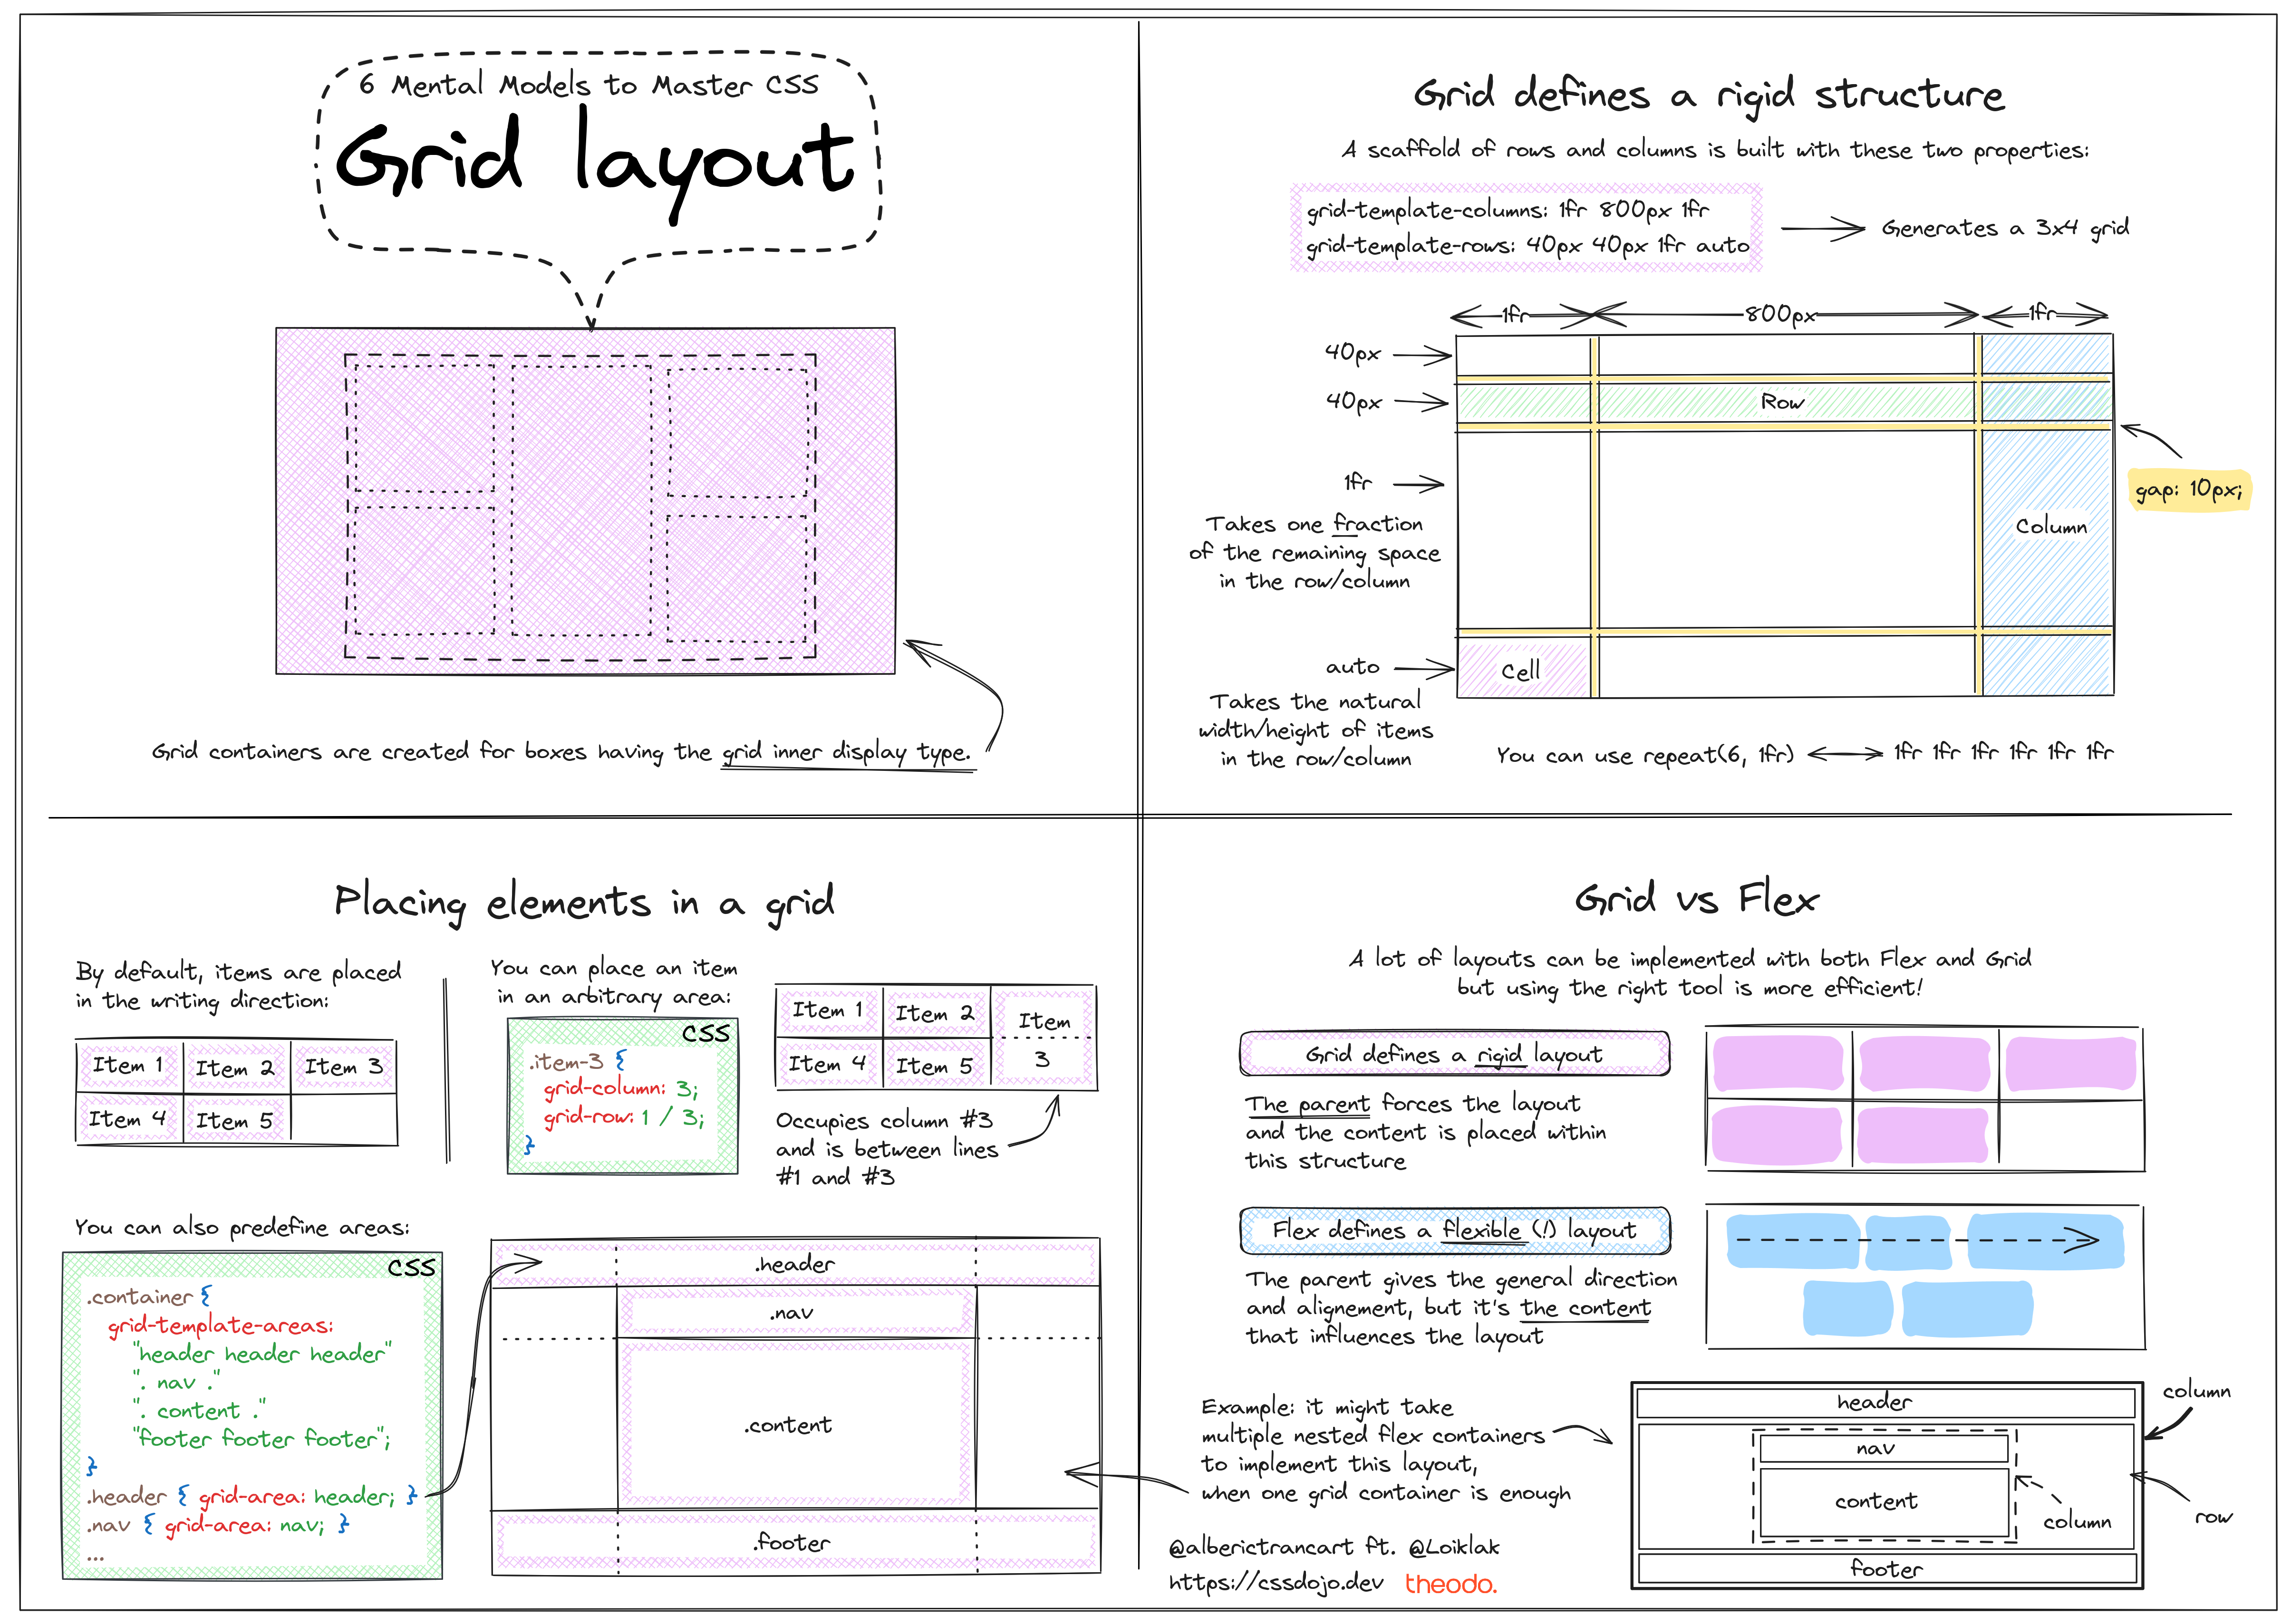 6 Mental Models to Master CSS
Grid layout
Grid containers are created for boxes having the grid inner display type.
Grid defines a rigid structure
A scaffold of rows and columns is built with these two properties:
grid-template-columns: 1fr 800px 1fr
grid-template-rows: 40px 40px 1fr auto
Generates a 3x4 grid
1fr
800px
1fr
40px
40px
Row
1fr
Takes one fraction
of the remaining space
in the row/column
Column
gap: 10px;
auto
Takes the natural
width/height of items
in the row/column
Cell
You can use repeat(6, 1fr)
1fr 1fr 1fr 1fr 1fr 1fr
Placing elements in a grid
By default, items are placed
in the writing direction:
Item 1
Item 2
Item 3
Item 4
Item 5
You can place an item
in an arbitrary area:
CSS
.item-3 {
grid-column: 3;
grid-row: 1 / 3;
}
Item 1
Item 2
Item
3
Item 4
Item 5
Occupies column #3
and is between lines
#1 and #3
You can also predefine areas:
CSS
.container {
grid-template-areas:
"header header header"
". nav ."
". content ."
"footer footer footer";
}
.header { grid-area: header; }
.nav { grid-area: nav; }
...
.header
.nav
.content
.footer
Grid vs Flex
A lot of layouts can be implemented with both Flex and Grid
but using the right tool is more efficient!
Grid defines a rigid layout
The parent forces the layout
and the content is placed within
this structure
Flex defines a flexible (!) layout
The parent gives the general direction
and alignement, but it's the content
that influences the layout
Example: it might take
multiple nested flex containers
to implement this layout,
when one grid container is enough
header
nav
content
footer
column
column
row
@alberictrancart ft. @Loiklak
https://cssdojo.dev theodo.